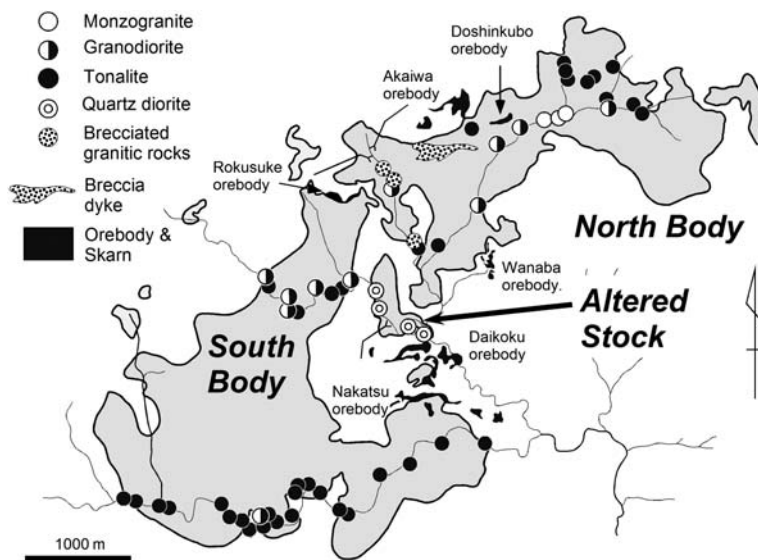 Monzogranite
Granodiorite
Tonalite
Quartz diorite
Brecciated
granitic rocks
Breccia
dyke
Orebody &
Skarn
Doshinkubo
orebody
Akaiwa
orebody
Rokusuke
orebody
North Body
Wanaba
orebody.
Altered
Stock
South
Body
Daikoku
orebody
Nakatsu
orebody
1000 m